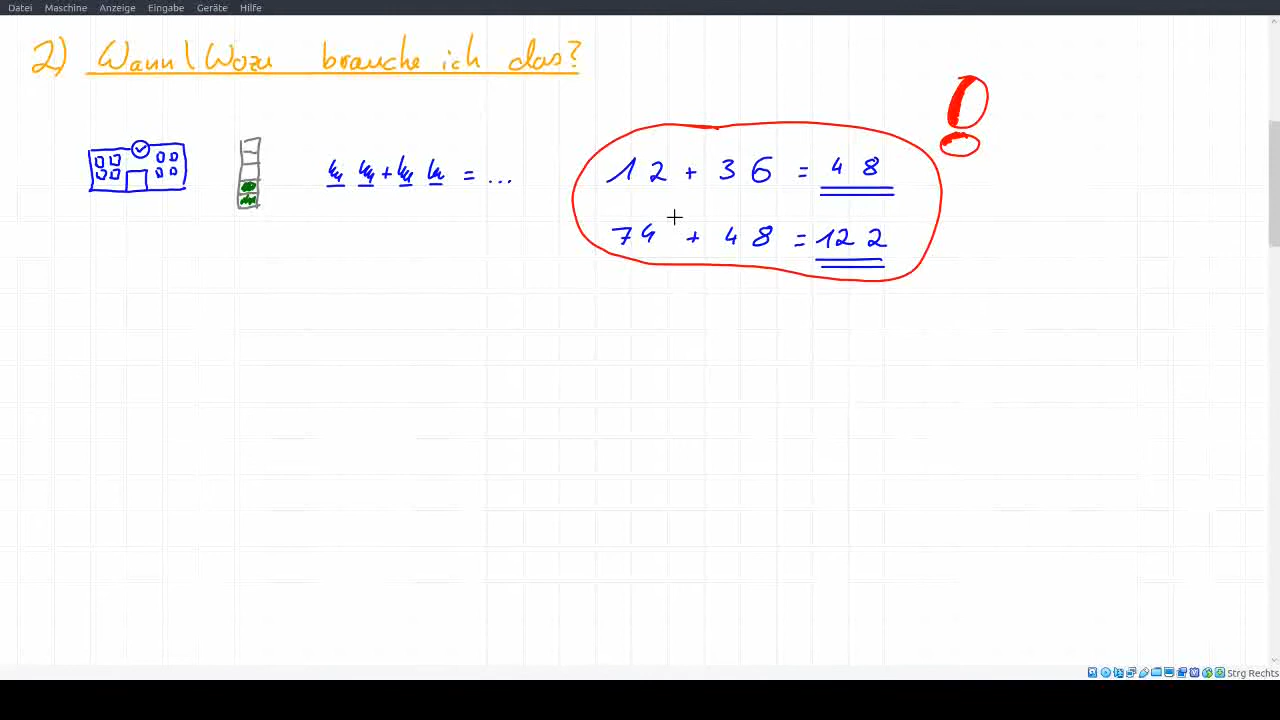 Datei Maschine Anzeige Eingabe Geräte Hilfe
2) Wann/Wozu brauche ich das?
+ = ...
12 + 36 = 48
74 + 48 = 122
Strg Rechts